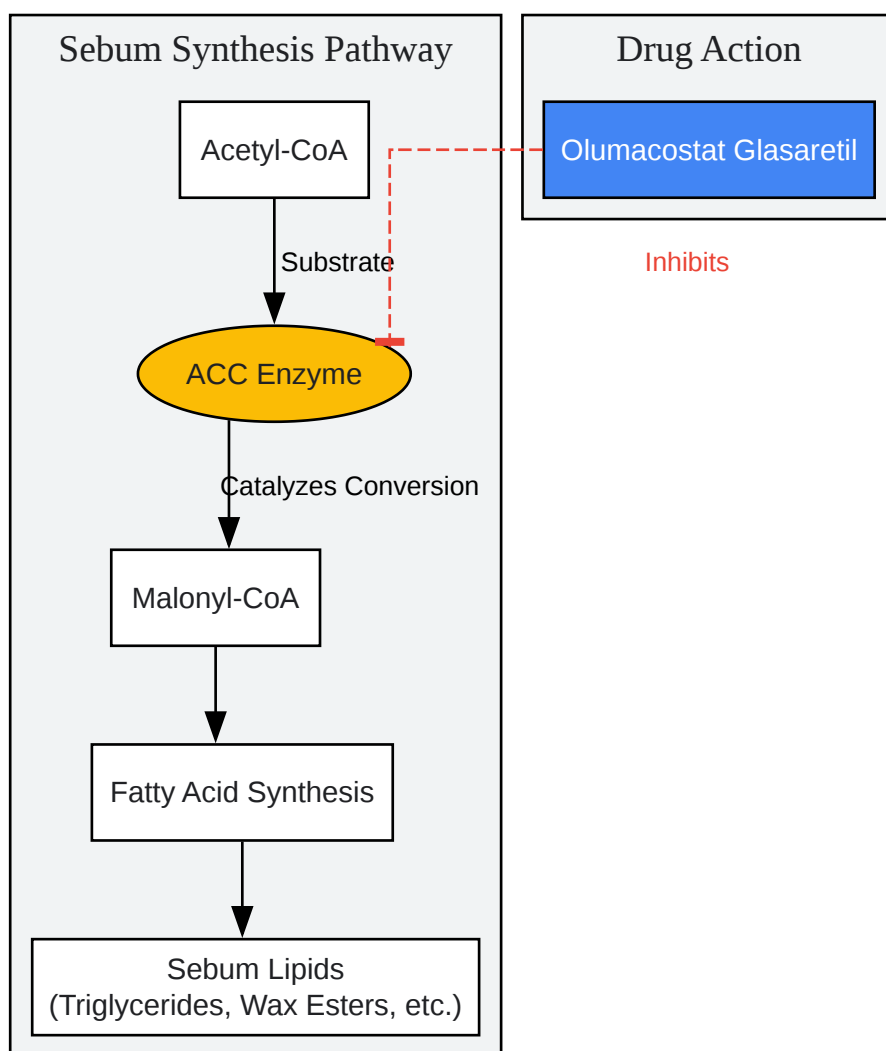 Sebum Synthesis Pathway
Drug Action
Acetyl-CoA
Olumacostat Glasaretil
Substrate
Inhibits
ACC Enzyme
Catalyzes Conversion
Malonyl-CoA
Fatty Acid Synthesis
Sebum Lipids
(Triglycerides, Wax Esters, etc.)